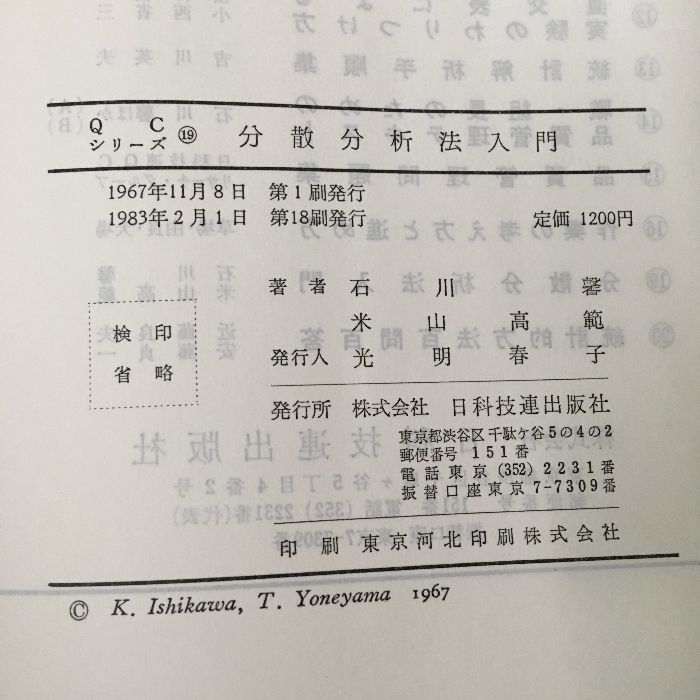 QC
シリーズ ⑲ 分散分析法入門
1967年11月8日 第1刷発行
1983年2月1日 第18刷発行 定価 1200円
著者 石川馨
米山高範
発行人 光明春子
検印
省略
発行所 株式会社 日科技連出版社
東京都渋谷区千駄ケ谷5の4の2
郵便番号 151番
電話東京(352)2231番
振替口座東京7-7309番
印刷 東京河北印刷株式会社
© K. Ishikawa, T. Yoneyama 1967